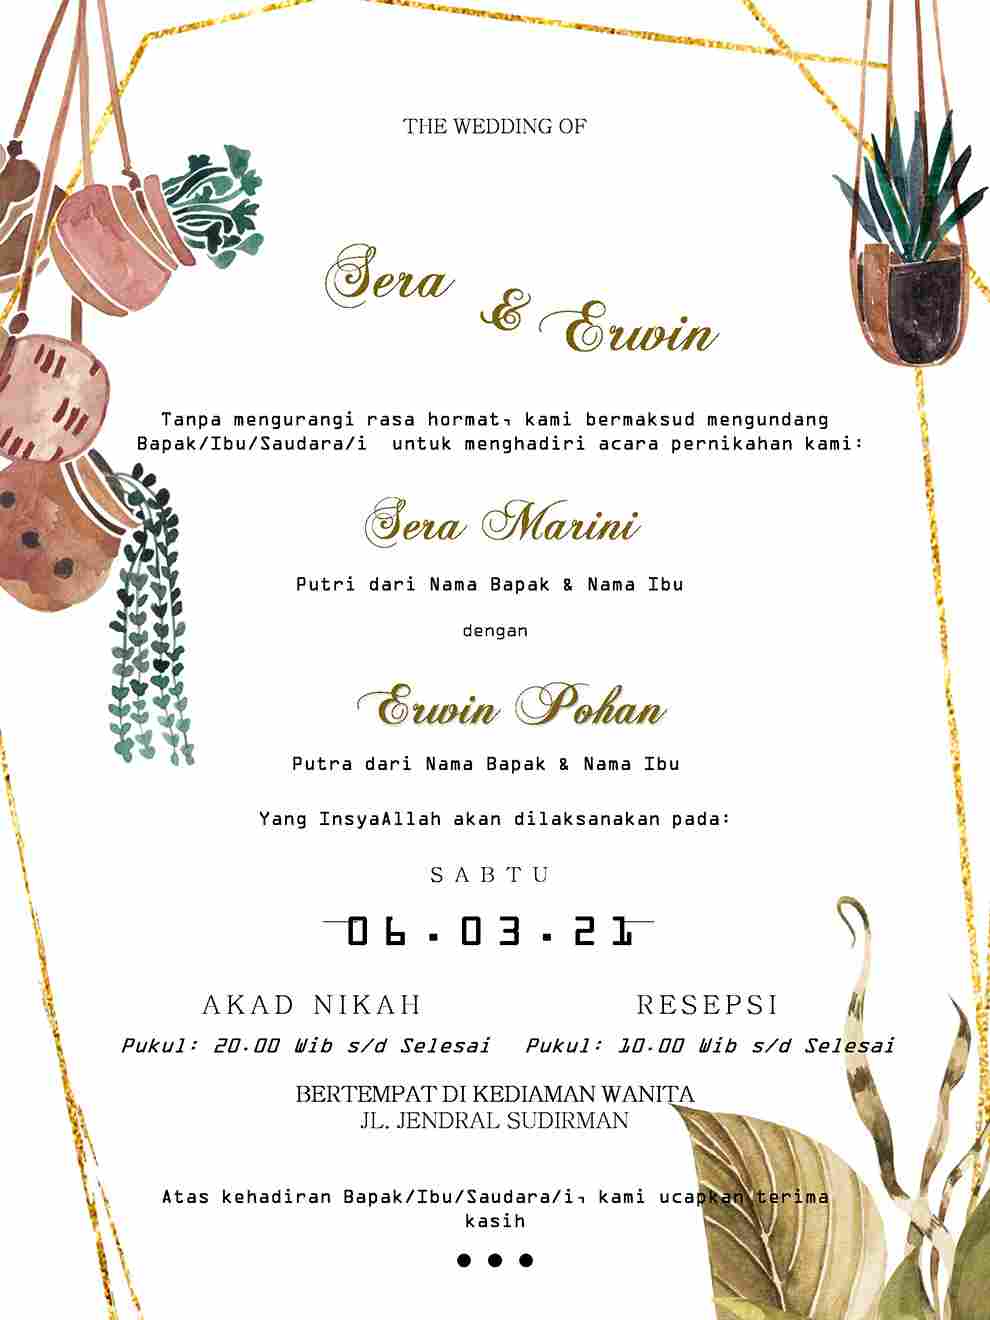 THE WEDDING OF
Sera
& Erwin
Tanpa mengurangi rasa hormat, kami bermaksud mengundang
Bapak/Ibu/Saudara/i untuk menghadiri acara pernikahan kami:
Sera Marini
Putri dari Nama Bapak & Nama Ibu
dengan
Erwin Pohan
Putra dari Nama Bapak & Nama Ibu
Yang InsyaAllah akan dilaksanakan pada:
SABTU
06.03.21
AKAD NIKAH RESEPSI
Pukul: 20.00 Wib s/d Selesai Pukul: 10.00 Wib s/d Selesai
BERTEMPAT DI KEDIAMAN WANITA
JL. JENDRAL SUDIRMAN
Atas kehadiran Bapak/Ibu/Saudara/i, kami ucapkan terima
kasih